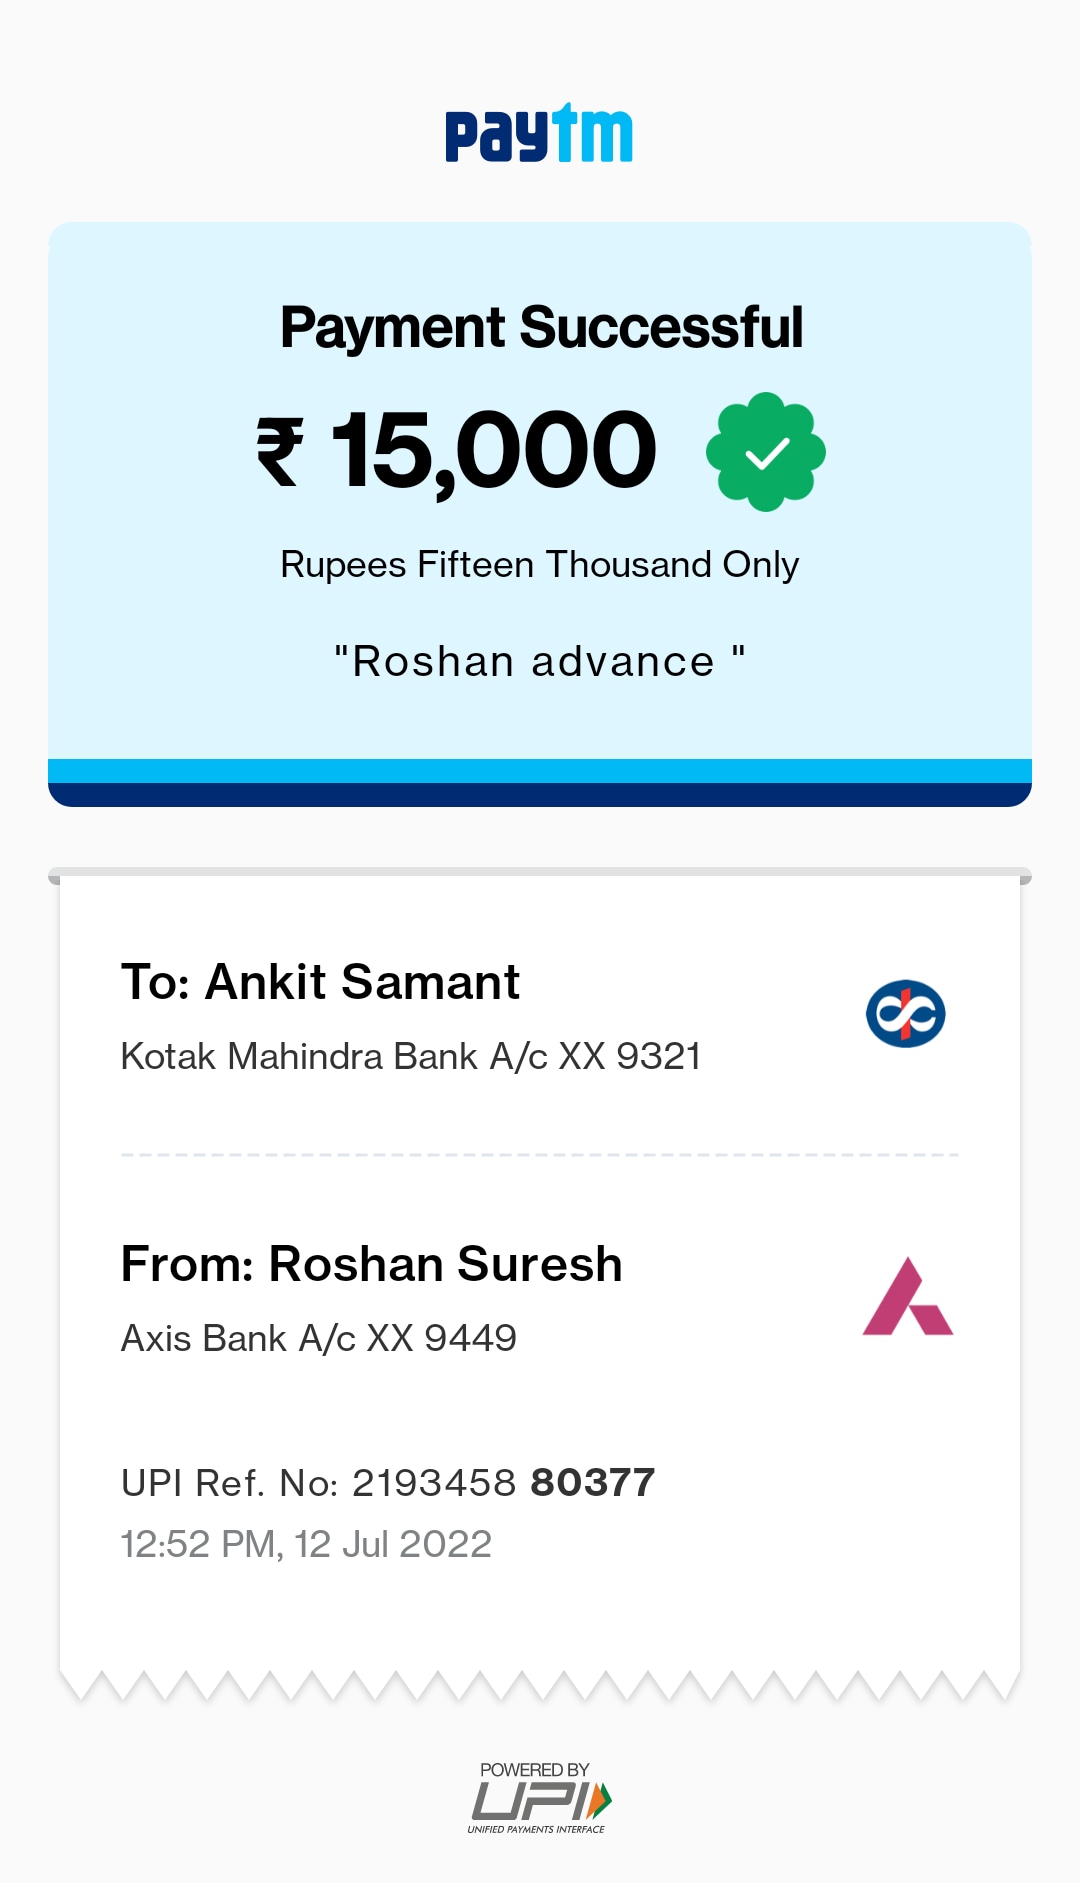 paytm
Payment Successful
₹ 15,000
Rupees Fifteen Thousand Only
"Roshan advance "
To: Ankit Samant
Kotak Mahindra Bank A/c XX 9321
From: Roshan Suresh
Axis Bank A/c XX 9449
UPI Ref. No: 2193458 80377
12:52 PM, 12 Jul 2022
POWERED BY
UPI
UNIFIED PAYMENTS INTERFACE